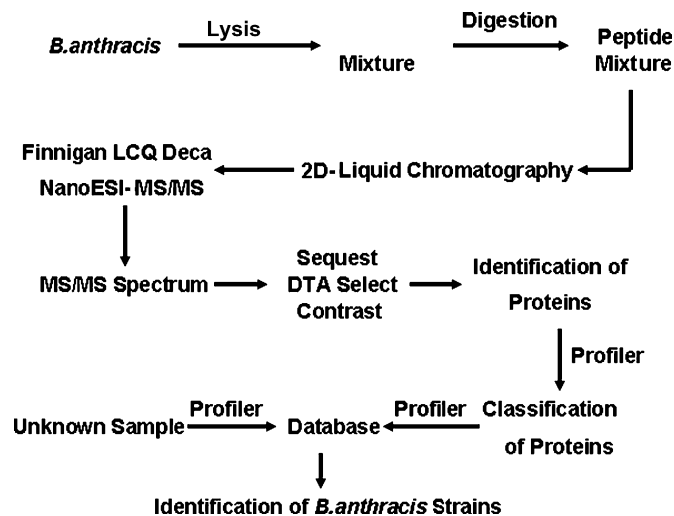 B.anthracis
Lysis
Mixture
Digestion
Peptide
Mixture
2D-Liquid Chromatography
Finnigan LCQ Deca
NanoESI-MS/MS
MS/MS Spectrum
Sequest
DTA Select
Contrast
Identification of
Proteins
Profiler
Classification
of Proteins
Profiler
Database
Profiler
Unknown Sample
Identification of B.anthracis Strains